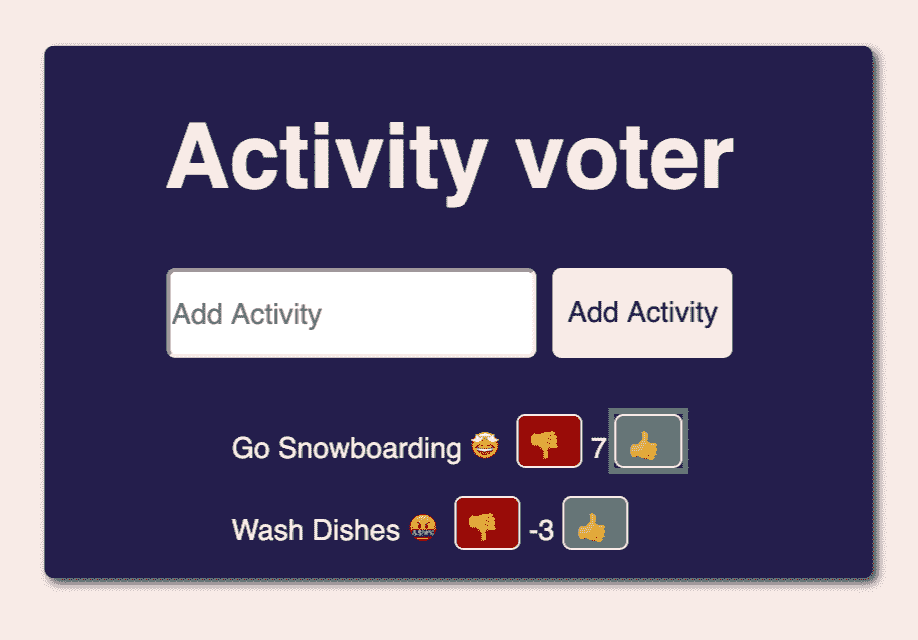 Activity voter
Add Activity Add Activity
Go Snowboarding 🤩 👎 7 👍
Wash Dishes 🤬 👎 -3 👍